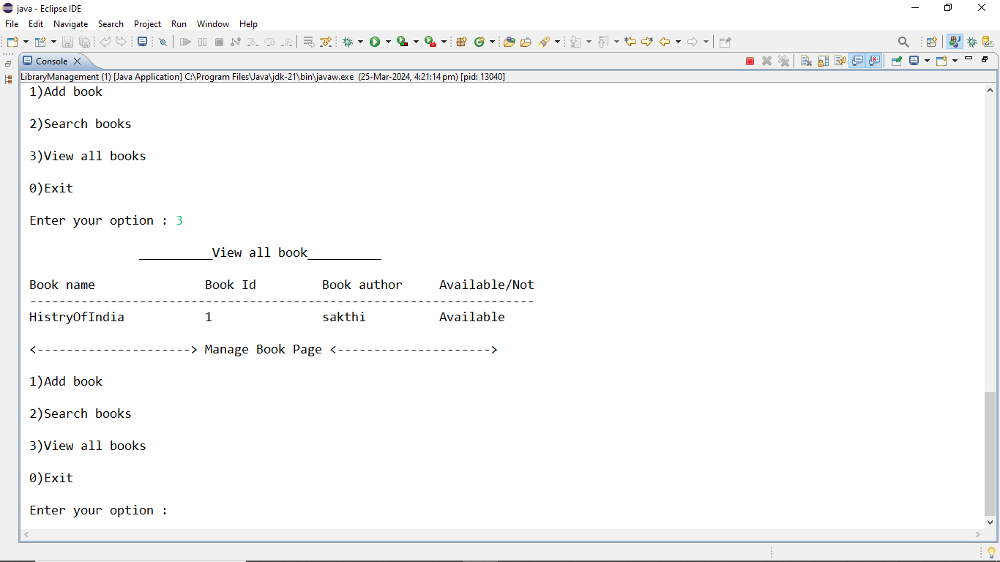 java - Eclipse IDE
File Edit Navigate Search Project Run Window Help
Console
LibraryManagement (1) [Java Application] C:\Program Files\Java\jdk-21\bin\javaw.exe (25-Mar-2024, 4:21:14 pm) [pid: 13040]
1)Add book
2)Search books
3)View all books
0)Exit
Enter your option : 3
__________View all book__________
Book name Book Id Book author Available/Not
---------------------------------------------------------------------
HistryOfIndia 1 sakthi Available
<---------------------> Manage Book Page <--------------------->
1)Add book
2)Search books
3)View all books
0)Exit
Enter your option :